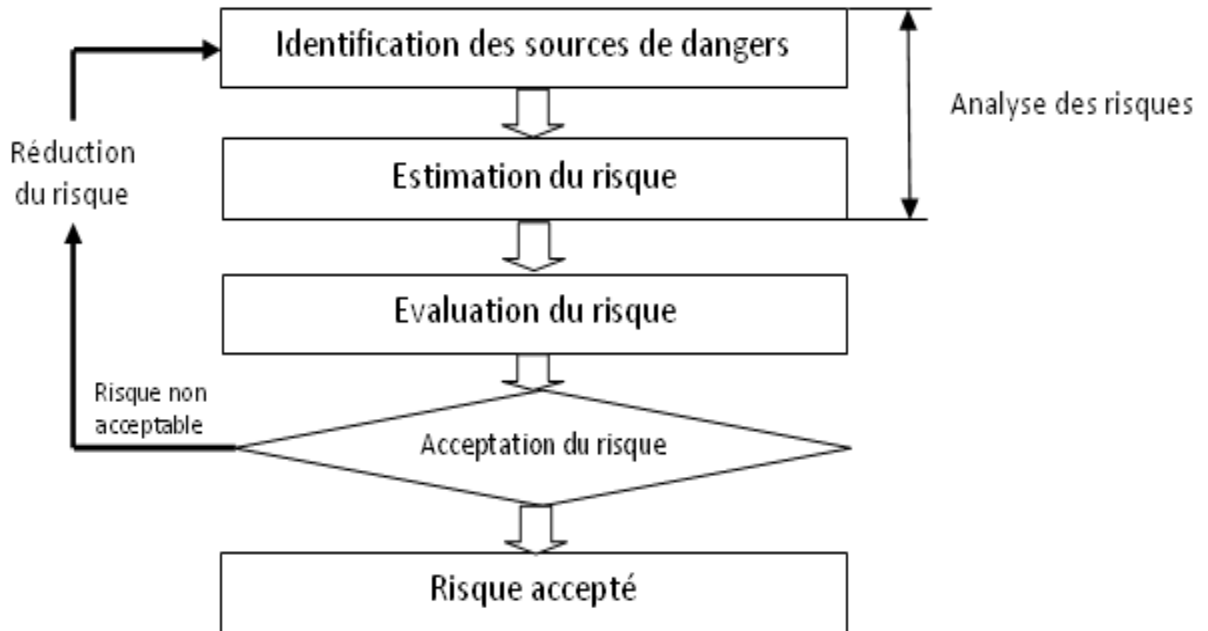 Identification des sources de dangers
Analyse des risques
Réduction
du risque
Estimation du risque
Evaluation du risque
Risque non
acceptable
Acceptation du risque
Risque accepté